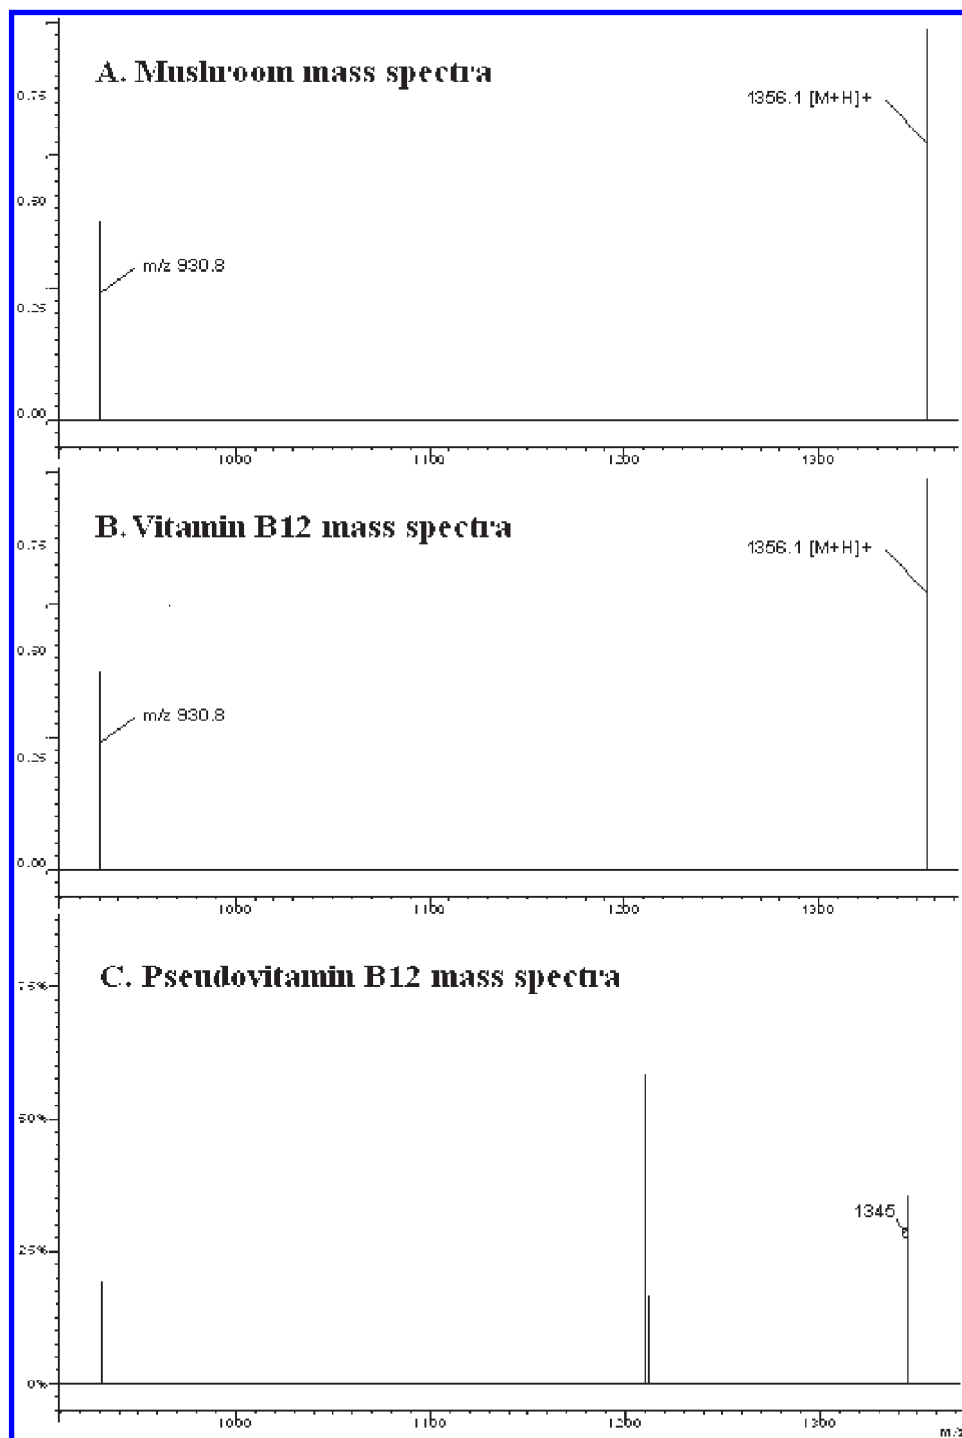 A. Mushroom mass spectra
0.75
1356.1 [M+H]+
0.50
m/z 930.8
0.25
0.00
1000 1100 1200 1300
B. Vitamin B12 mass spectra
0.75
1356.1 [M+H]+
0.50
m/z 930.8
0.25
0.00
1000 1100 1200 1300
C. Pseudovitamin B12 mass spectra
75%
50%
1345
25%
0%
1000 1100 1200 1300
m/z